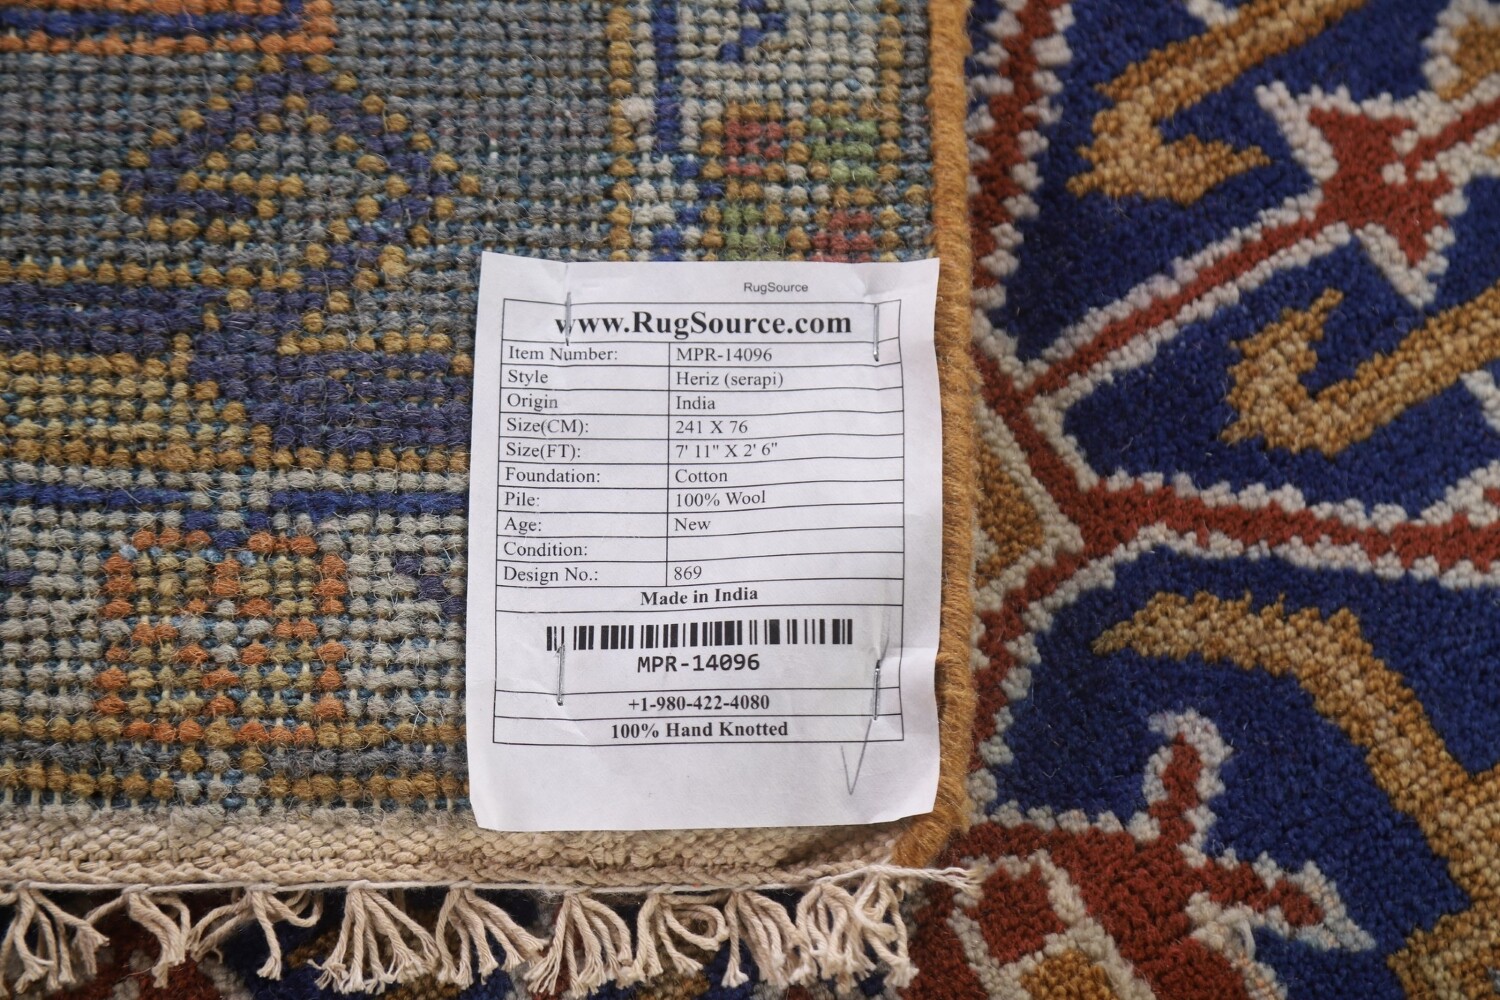 RugSource
www.RugSource.com
Item Number: MPR-14096
Style Heriz (serapi)
Origin India
Size(CM): 241 X 76
Size(FT): 7' 11" X 2' 6"
Foundation: Cotton
Pile: 100% Wool
Age: New
Condition:
Design No.: 869
Made in India
MPR-14096
+1-980-422-4080
100% Hand Knotted